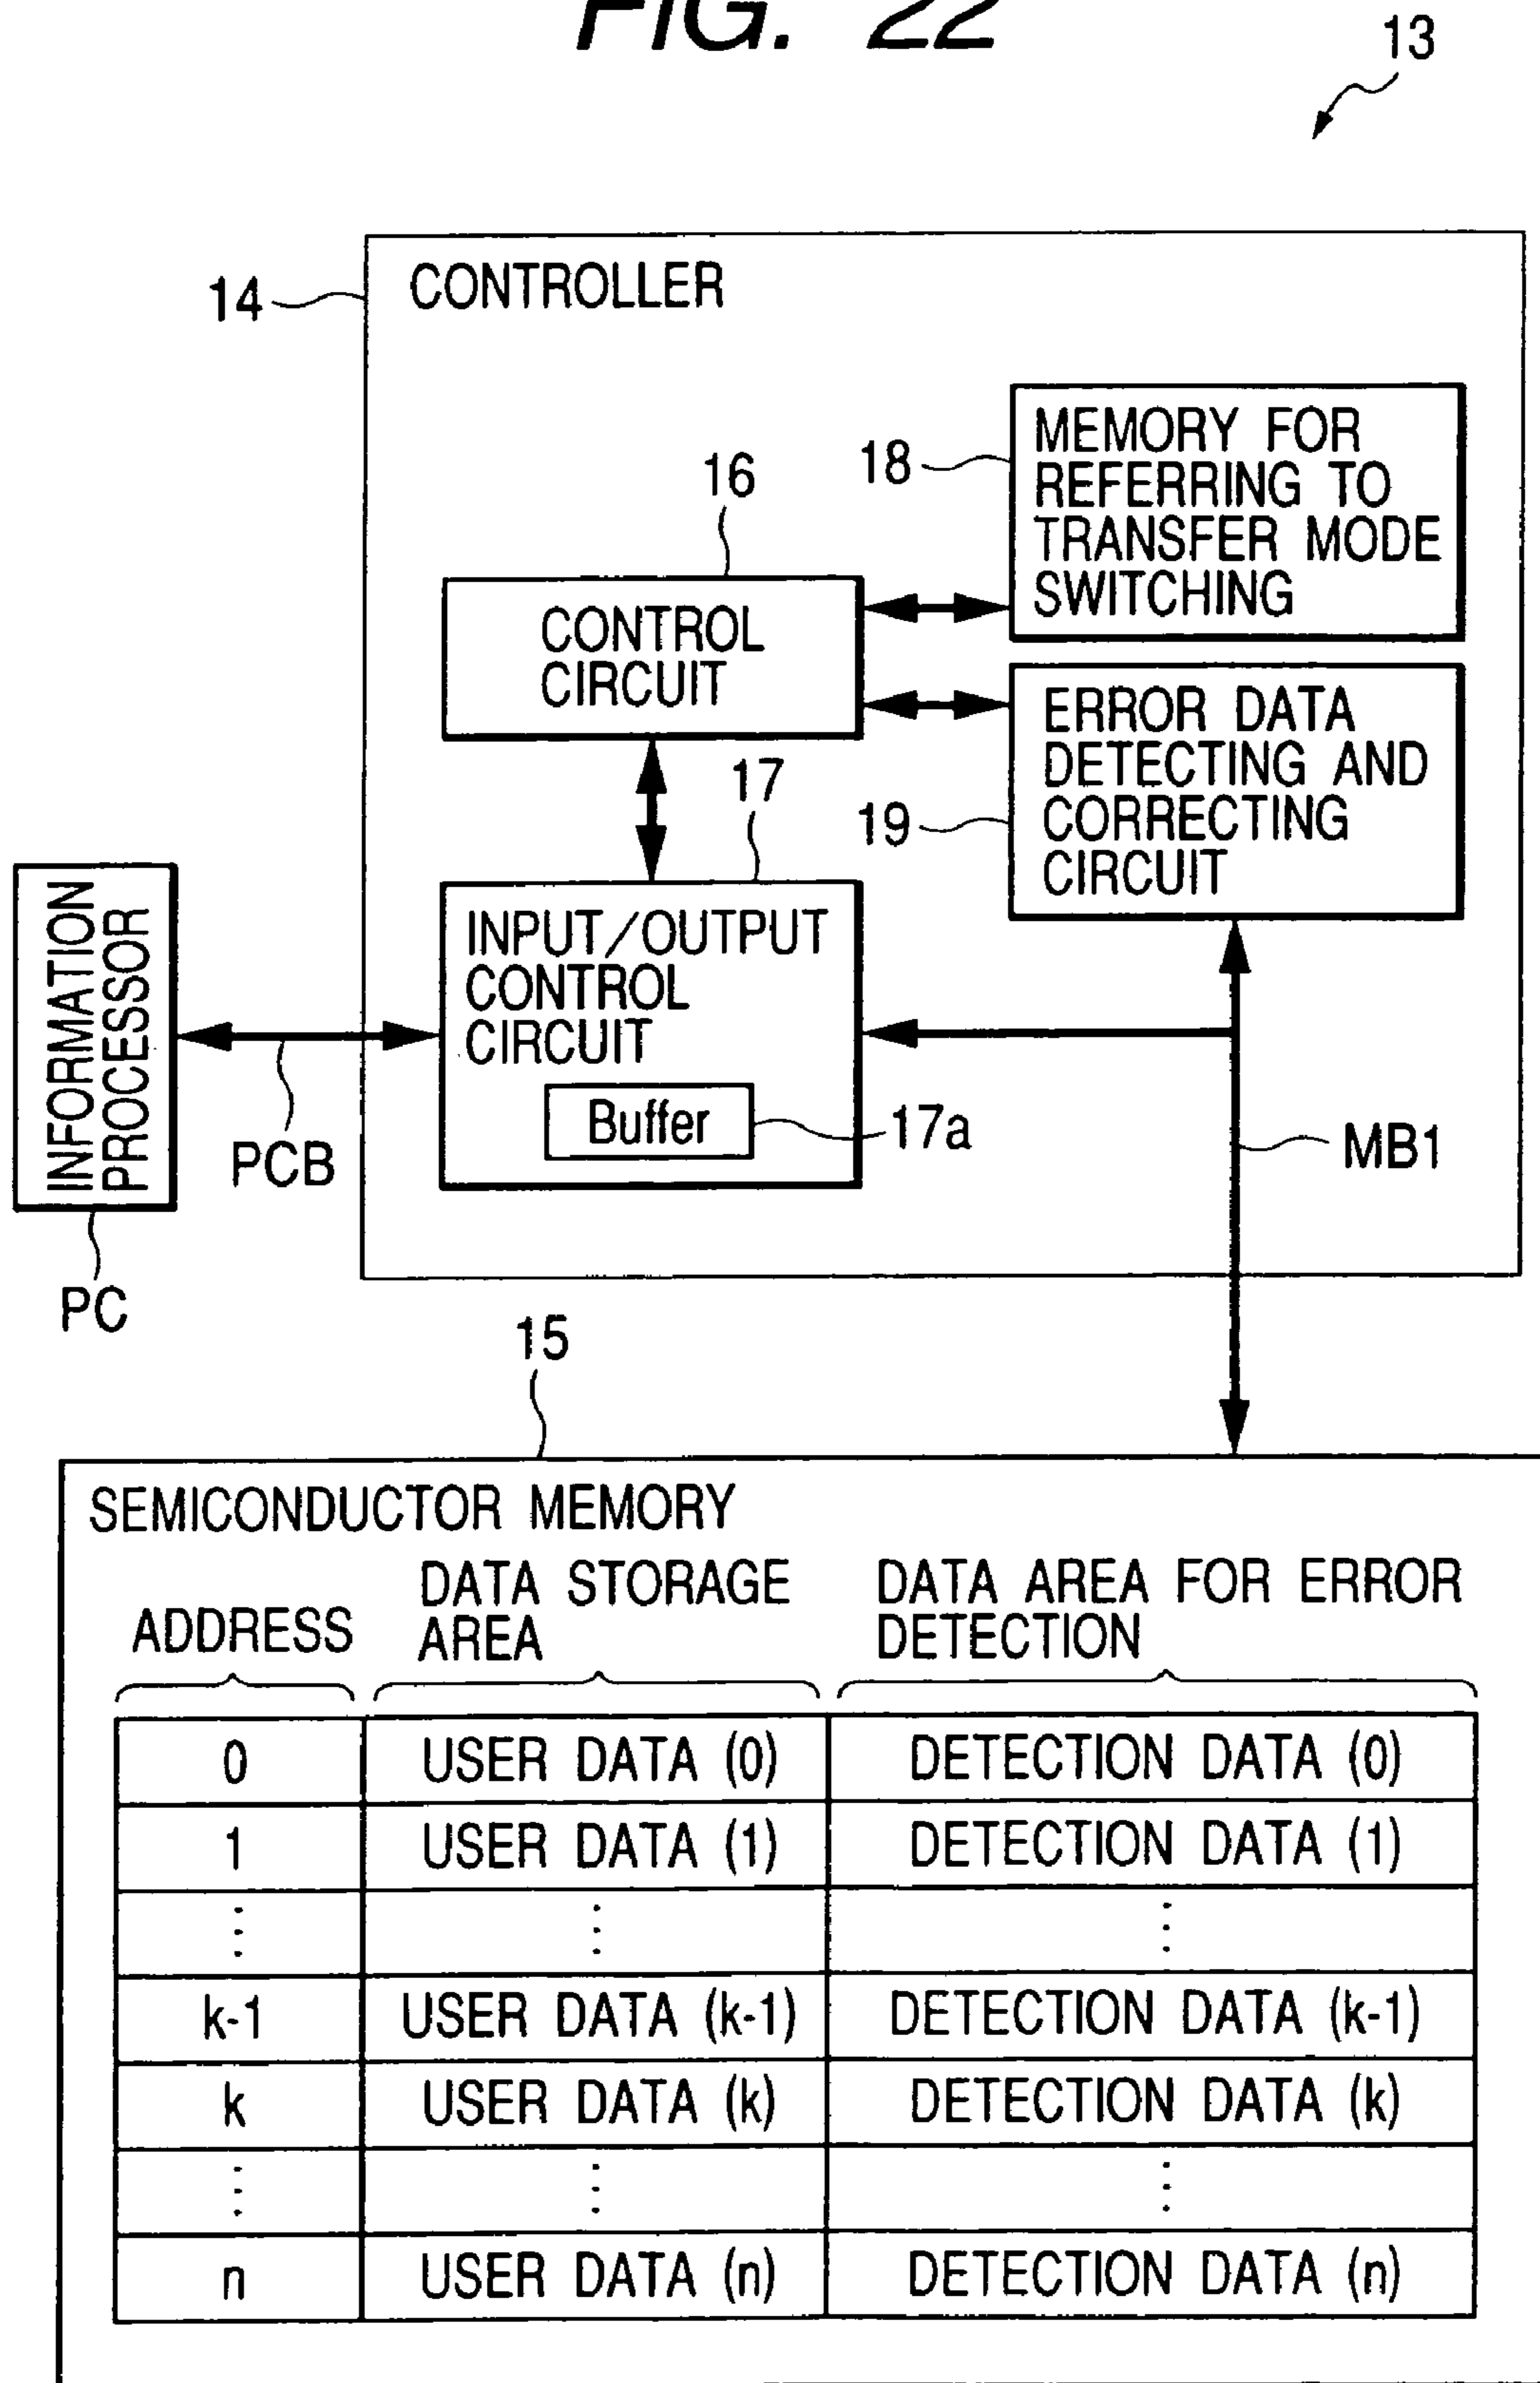 FIG. 22
13
14
CONTROLLER
18
MEMORY FOR
REFERRING TO
TRANSFER MODE
SWITCHING
16
CONTROL
CIRCUIT
19
ERROR DATA
DETECTING AND
CORRECTING
CIRCUIT
17
INPUT/OUTPUT
CONTROL
CIRCUIT
Buffer
17a
INFORMATION
PROCESSOR
PCB
PC
MB1
15
SEMICONDUCTOR MEMORY
ADDRESS
DATA STORAGE
AREA
DATA AREA FOR ERROR
DETECTION
0 USER DATA (0) DETECTION DATA (0)
1 USER DATA (1) DETECTION DATA (1)
⋮ ⋮ ⋮
k-1 USER DATA (k-1) DETECTION DATA (k-1)
k USER DATA (k) DETECTION DATA (k)
⋮ ⋮ ⋮
n USER DATA (n) DETECTION DATA (n)